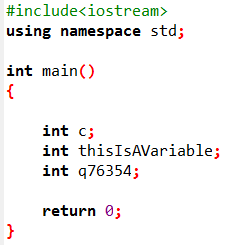 #include<iostream>
using namespace std;

int main()
{

    int c;
    int thisIsAVariable;
    int q76354;

    return 0;
}